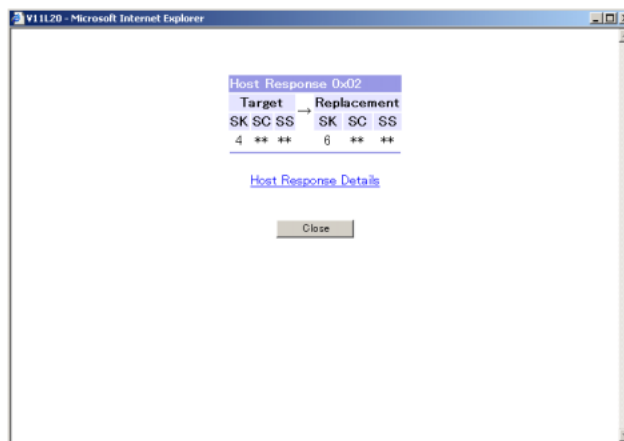 V11L20 - Microsoft Internet Explorer
Host Response 0x02
Target → Replacement
SK SC SS SK SC SS
4 ** ** 6 ** **
Host Response Details
Close